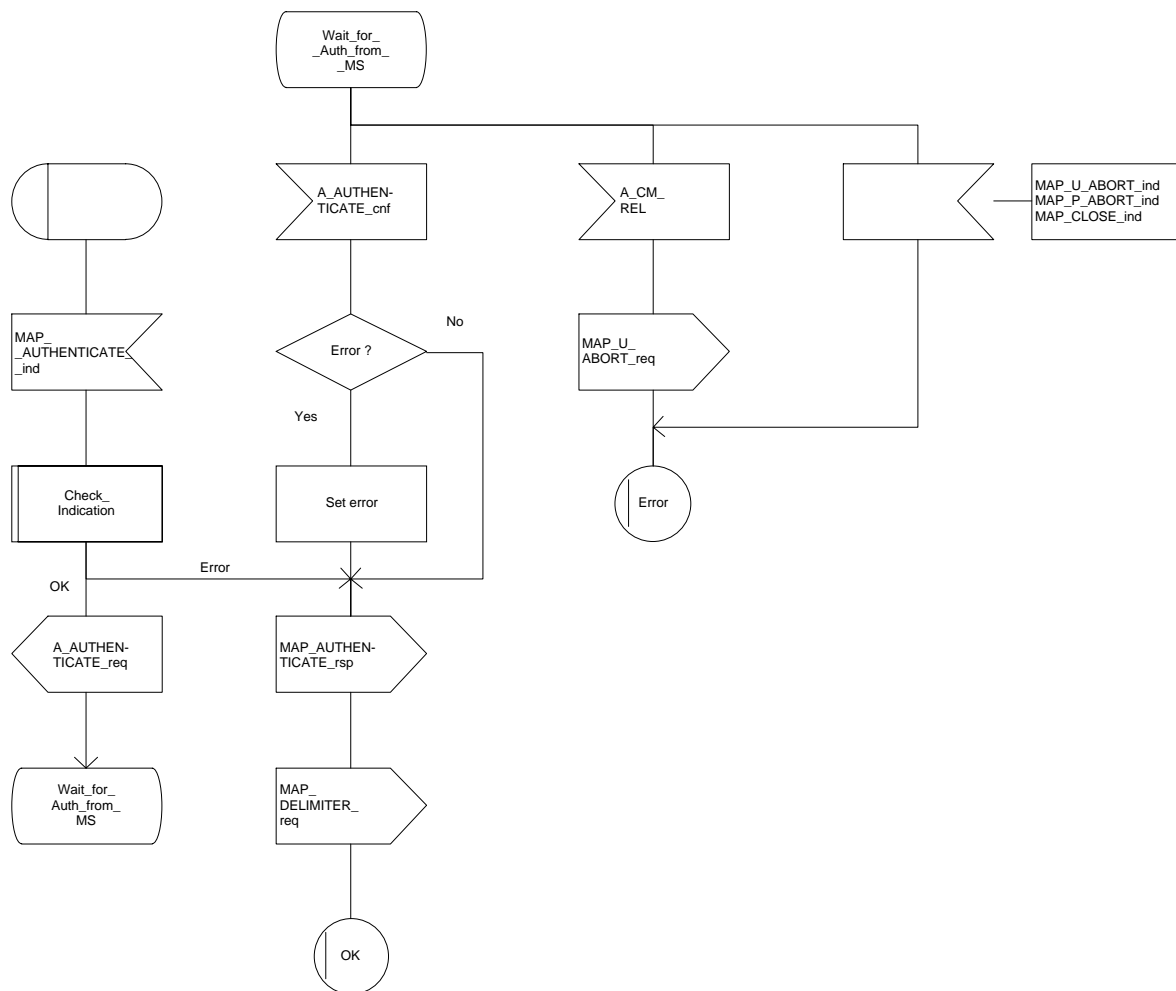 Wait_for_
_Auth_from_
_MS
A_AUTHEN-
TICATE_cnf
A_CM_
REL
MAP_U_ABORT_ind
MAP_P_ABORT_ind
MAP_CLOSE_ind
MAP_
_AUTHENTICATE_
_ind
Error ?
No
Yes
MAP_U_
ABORT_req
Check_
Indication
Set error
Error
OK
Error
A_AUTHEN-
TICATE_req
MAP_AUTHEN-
TICATE_rsp
Wait_for_
Auth_from_
MS
MAP_
DELIMITER_
req
OK